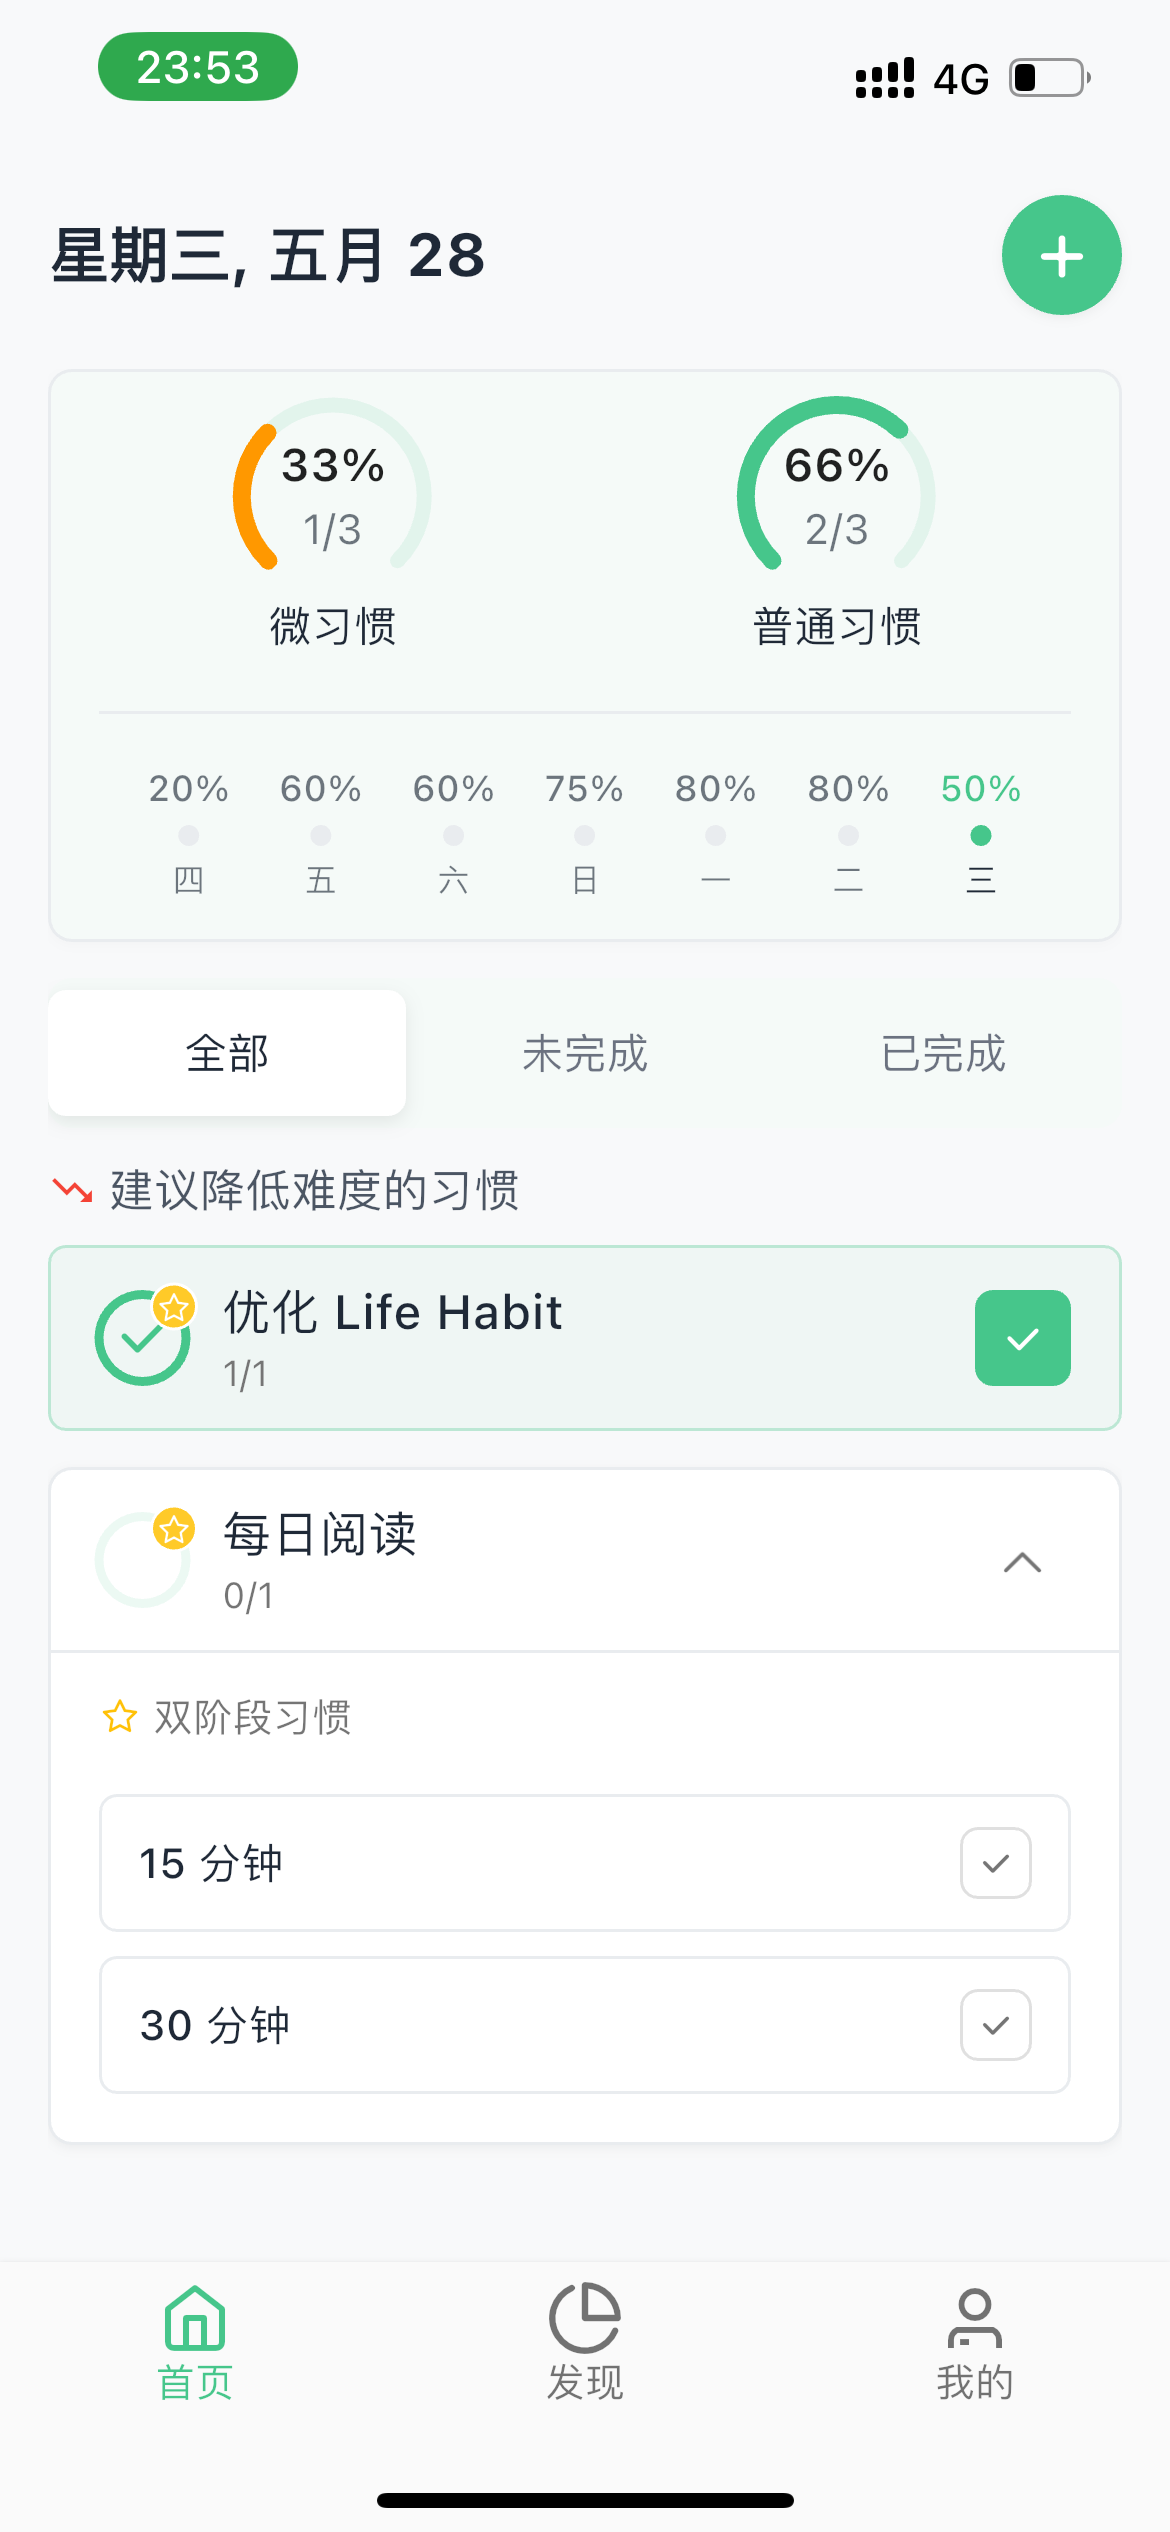 23:53
4G
星期三, 五月 28
33%
1/3
微习惯
66%
2/3
普通习惯
20% 60% 60% 75% 80% 80% 50%
四 五 六 日 一 二 三
全部 未完成 已完成
建议降低难度的习惯
优化 Life Habit
1/1
每日阅读
0/1
双阶段习惯
15 分钟
30 分钟
首页 发现 我的